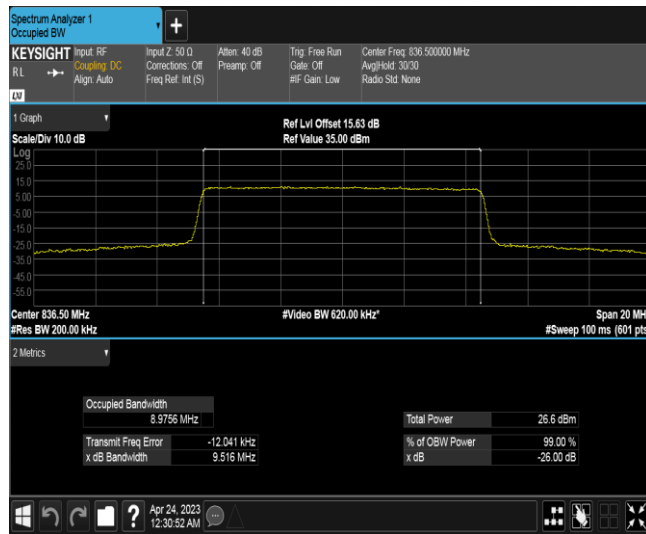 Spectrum Analyzer 1
Occupied BW
KEYSIGHT
R L
LXI
Input: RF
Coupling: DC
Align: Auto
Input Z: 50 Ω
Corrections: Off
Freq Ref: Int (S)
Atten: 40 dB
Preamp: Off
Trig: Free Run
Gate: Off
#IF Gain: Low
Center Freq: 836.500000 MHz
Avg|Hold: 30/30
Radio Std: None
1 Graph
Scale/Div 10.0 dB
Ref Lvl Offset 15.63 dB
Ref Value 35.00 dBm
Log
25.0
15.0
5.00
-5.00
-15.0
-25.0
-35.0
-45.0
-55.0
Center 836.50 MHz
#Video BW 620.00 kHz*
Span 20 MH
#Res BW 200.00 kHz
#Sweep 100 ms (601 pts
2 Metrics
Occupied Bandwidth
8.9756 MHz
Total Power 26.6 dBm
Transmit Freq Error -12.041 kHz
% of OBW Power 99.00 %
x dB Bandwidth 9.516 MHz
x dB -26.00 dB
?
Apr 24, 2023
12:30:52 AM